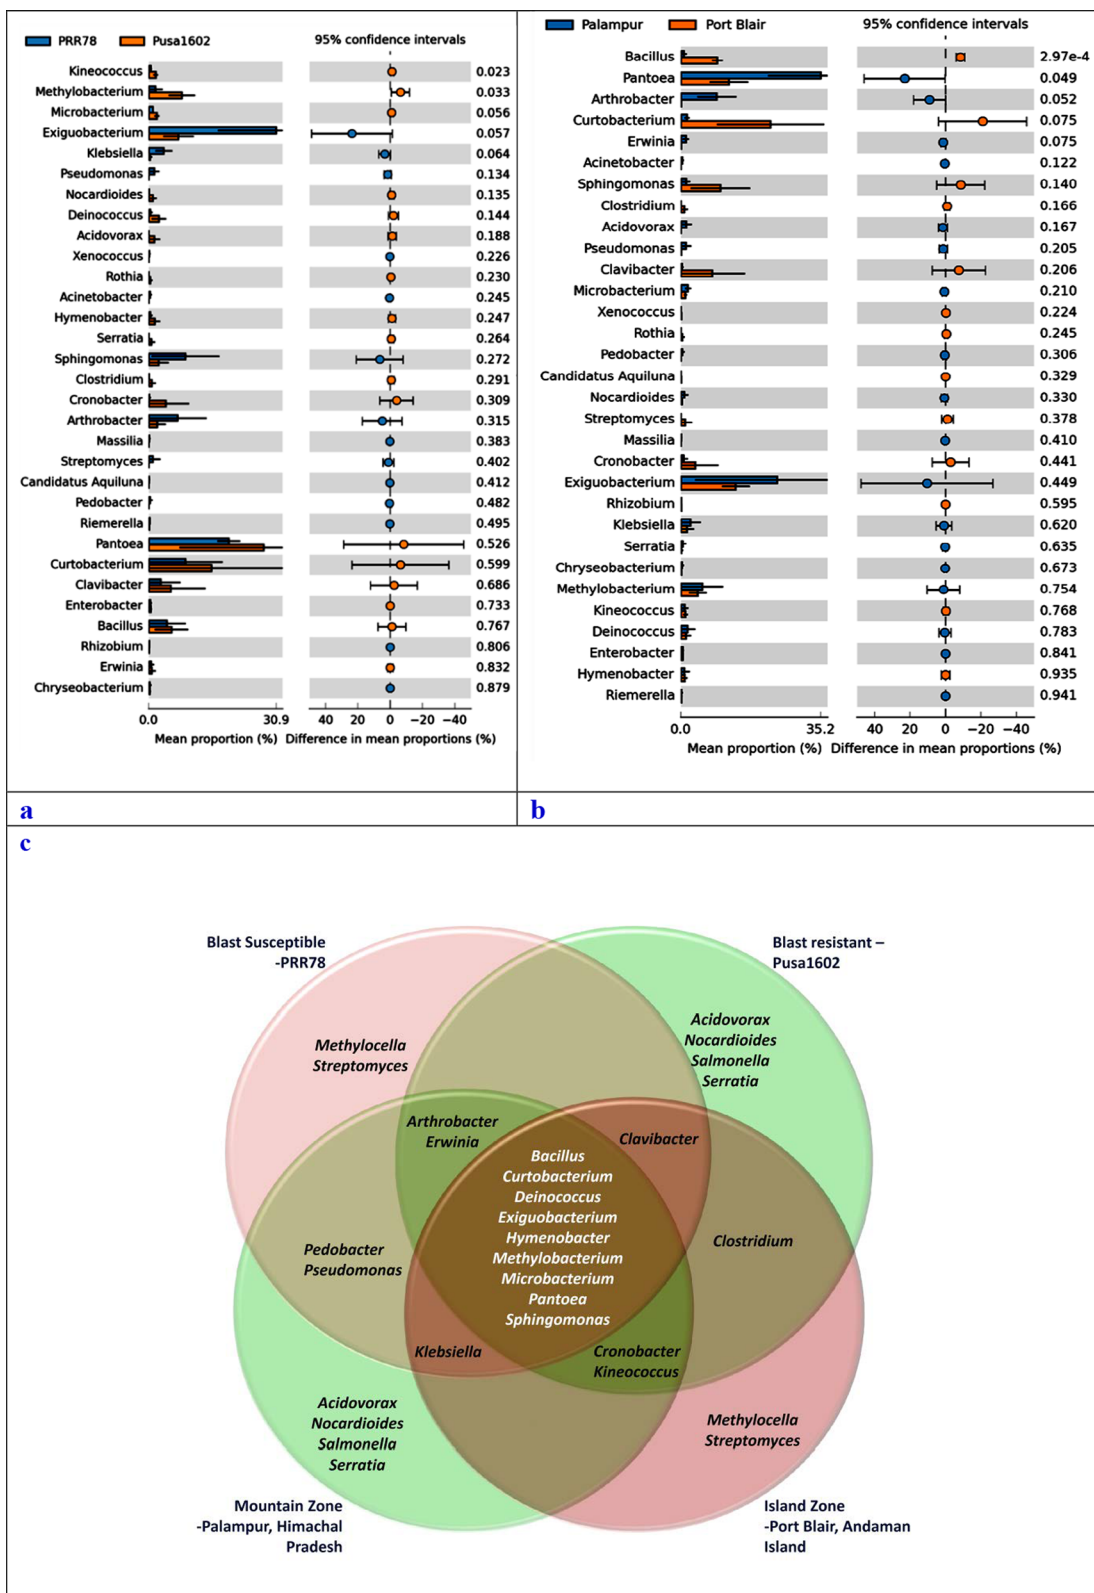 PRR78 Pusa1602 95% confidence intervals
Kineococcus 0.023
Methylobacterium 0.033
Microbacterium 0.056
Exiguobacterium 0.057
Klebsiella 0.064
Pseudomonas 0.134
Nocardioides 0.135
Deinococcus 0.144
Acidovorax 0.188
Xenococcus 0.226
Rothia 0.230
Acinetobacter 0.245
Hymenobacter 0.247
Serratia 0.264
Sphingomonas 0.272
Clostridium 0.291
Cronobacter 0.309
Arthrobacter 0.315
Massilia 0.383
Streptomyces 0.402
Candidatus Aquiluna 0.412
Pedobacter 0.482
Riemerella 0.495
Pantoea 0.526
Curtobacterium 0.599
Clavibacter 0.686
Enterobacter 0.733
Bacillus 0.767
Rhizobium 0.806
Erwinia 0.832
Chryseobacterium 0.879
0.0 30.9 40 20 0 −20 −40
Mean proportion (%) Difference in mean proportions (%)
a
Palampur Port Blair 95% confidence intervals
Bacillus 2.97e-4
Pantoea 0.049
Arthrobacter 0.052
Curtobacterium 0.075
Erwinia 0.075
Acinetobacter 0.122
Sphingomonas 0.140
Clostridium 0.166
Acidovorax 0.167
Pseudomonas 0.205
Clavibacter 0.206
Microbacterium 0.210
Xenococcus 0.224
Rothia 0.245
Pedobacter 0.306
Candidatus Aquiluna 0.329
Nocardioides 0.330
Streptomyces 0.378
Massilia 0.410
Cronobacter 0.441
Exiguobacterium 0.449
Rhizobium 0.595
Klebsiella 0.620
Serratia 0.635
Chryseobacterium 0.673
Methylobacterium 0.754
Kineococcus 0.768
Deinococcus 0.783
Enterobacter 0.841
Hymenobacter 0.935
Riemerella 0.941
0.0 35.2 40 20 0 −20 −40
Mean proportion (%) Difference in mean proportions (%)
b
c
Blast Susceptible
-PRR78
Blast resistant –
Pusa1602
Methylocella
Streptomyces
Acidovorax
Nocardioides
Salmonella
Serratia
Arthrobacter
Erwinia
Clavibacter
Bacillus
Curtobacterium
Deinococcus
Exiguobacterium
Hymenobacter
Methylobacterium
Microbacterium
Pantoea
Sphingomonas
Clostridium
Pedobacter
Pseudomonas
Klebsiella
Cronobacter
Kineococcus
Acidovorax
Nocardioides
Salmonella
Serratia
Methylocella
Streptomyces
Mountain Zone
-Palampur, Himachal
Pradesh
Island Zone
-Port Blair, Andaman
Island